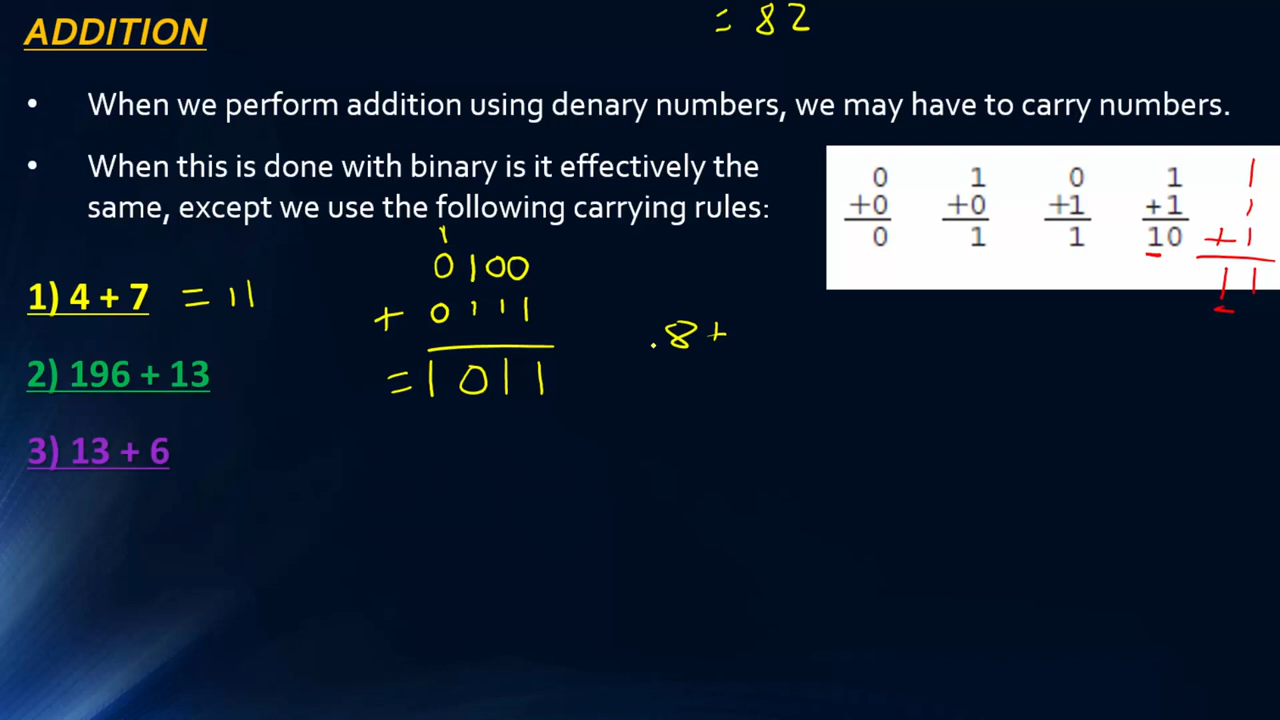 ADDITION
= 82
• When we perform addition using denary numbers, we may have to carry numbers.
• When this is done with binary is it effectively the
same, except we use the following carrying rules:
0 1 0 1 1
+0 +0 +1 +1 1
0 1 1 10 + 1
1 1
1
0100
1) 4 + 7 = 11
+ 0111
.8+
2) 196 + 13
= 1011
3) 13 + 6